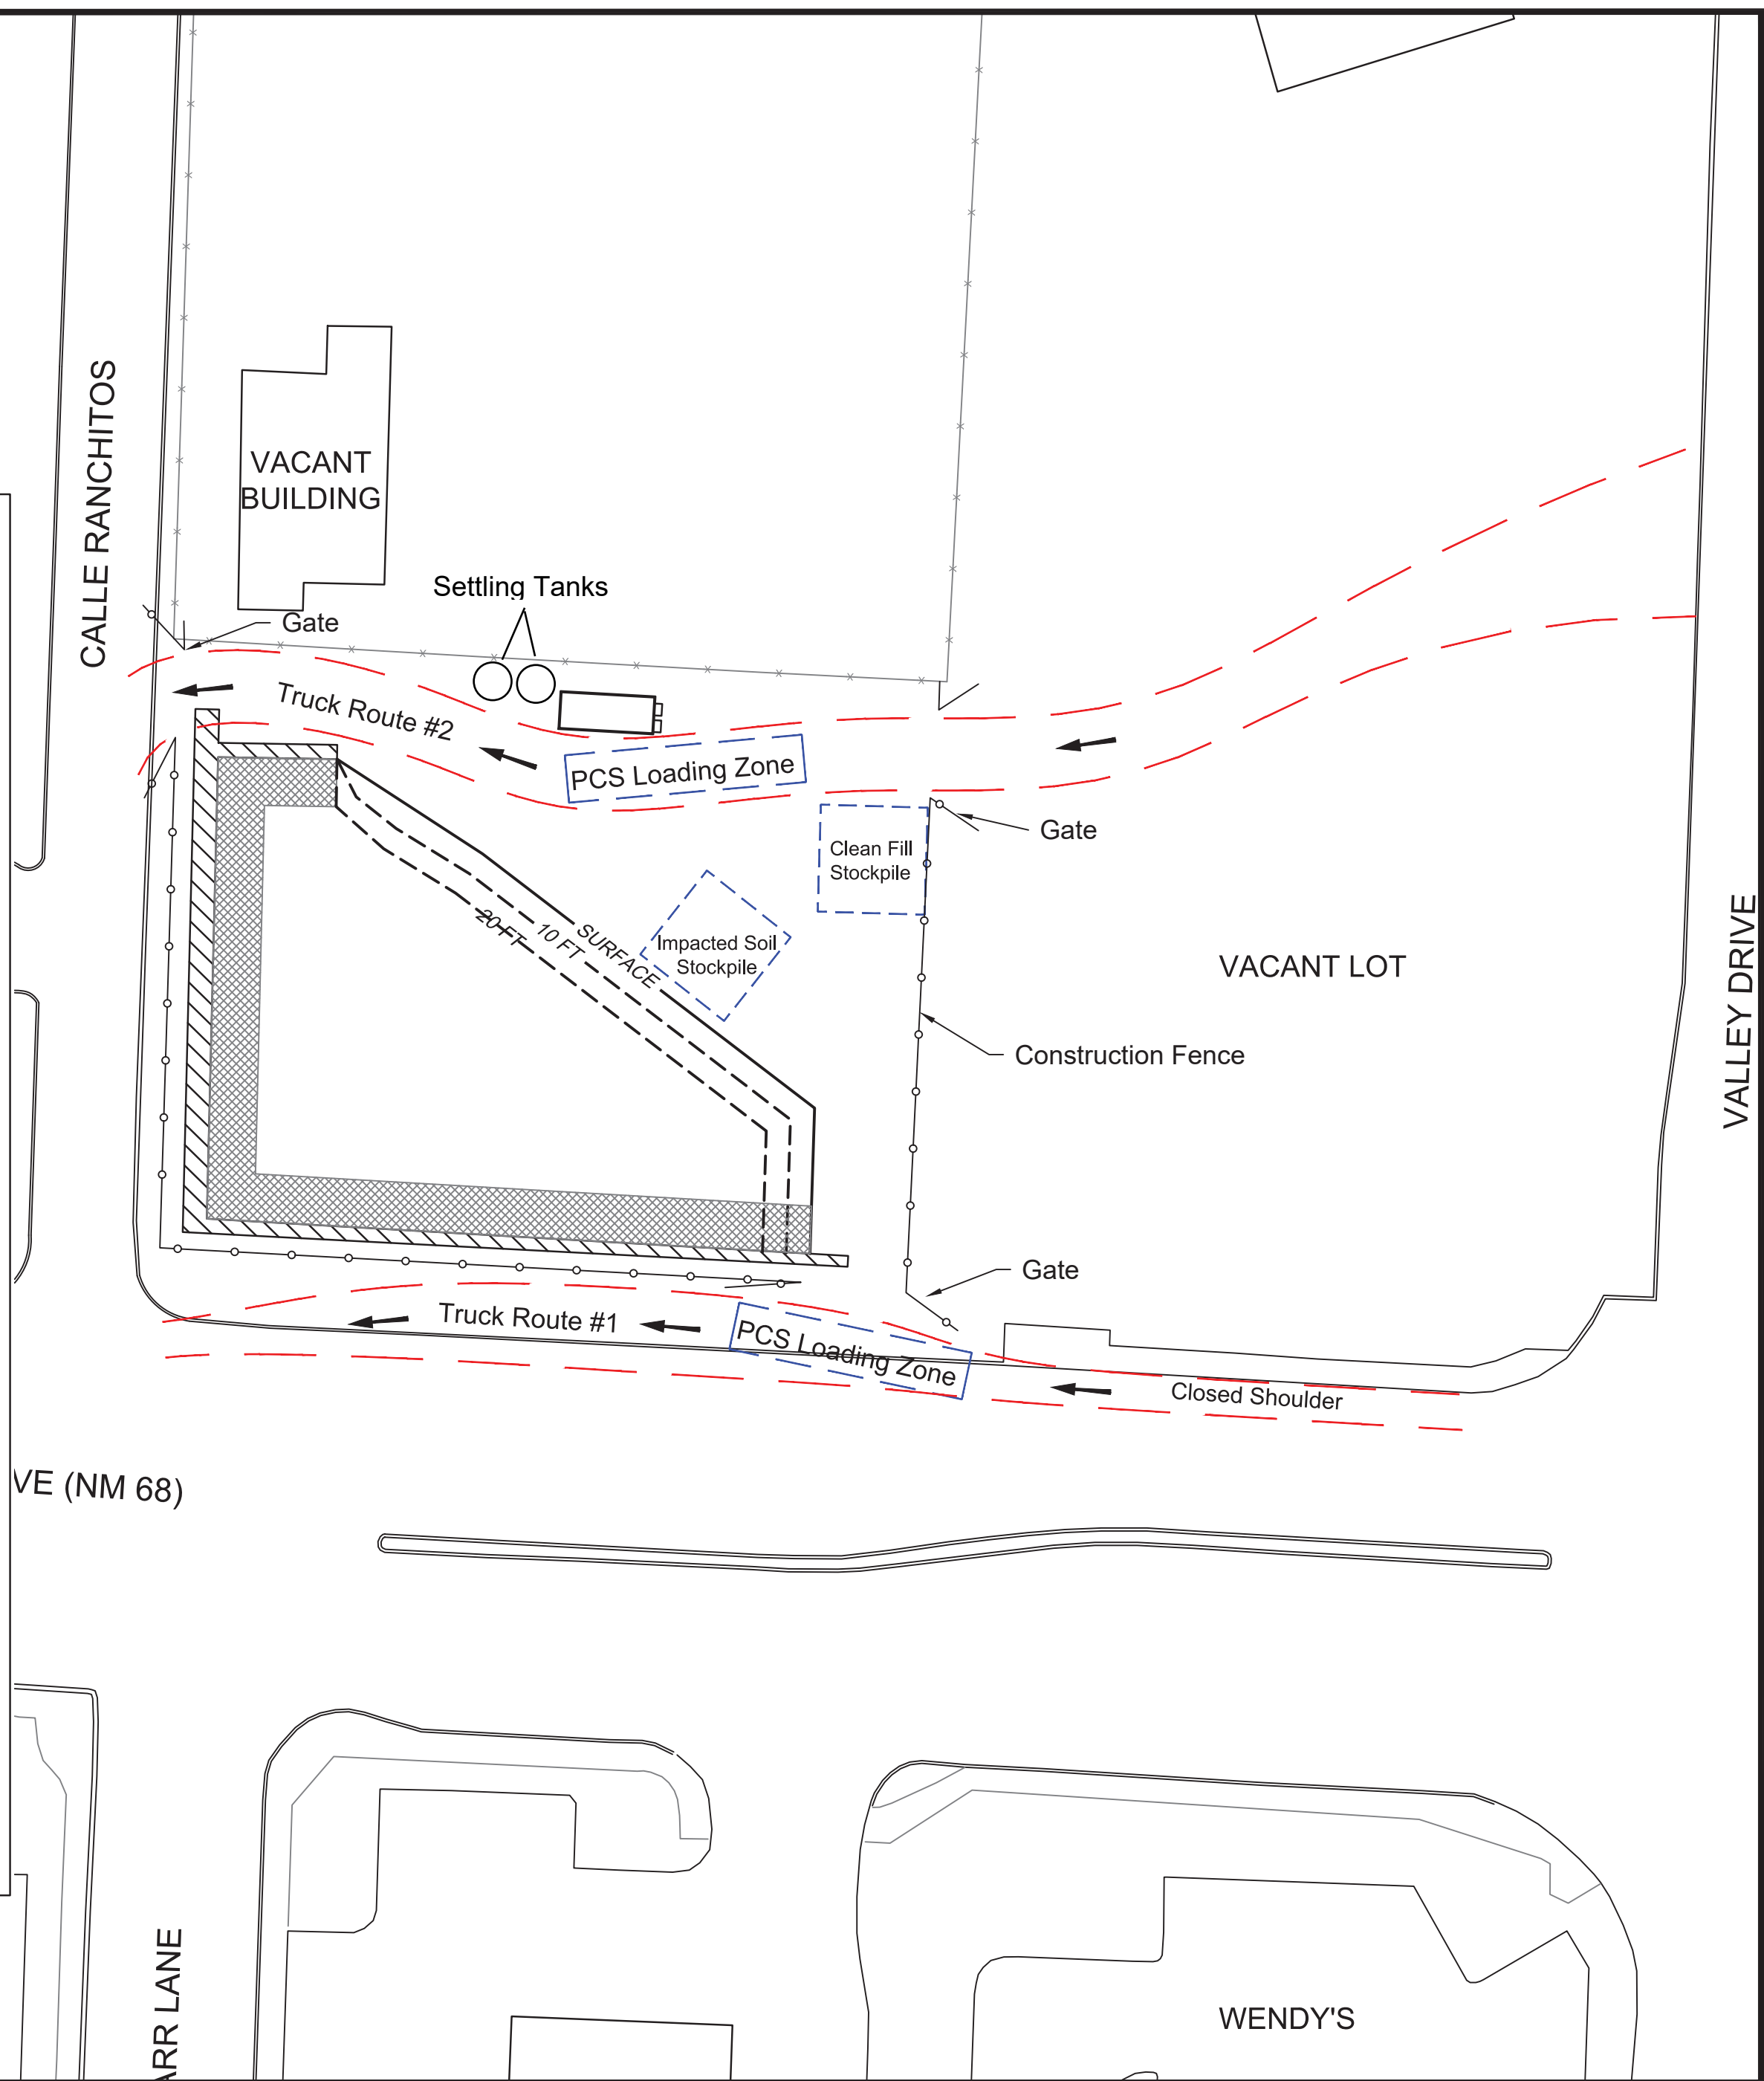 CALLE RANCHITOS
VACANT
BUILDING
Settling Tanks
Gate
Truck Route #2
PCS Loading Zone
Gate
Clean Fill
Stockpile
Impacted Soil
Stockpile
20 FT
10 FT
SURFACE
VACANT LOT
VALLEY DRIVE
Construction Fence
Gate
Truck Route #1
PCS Loading Zone
Closed Shoulder
VE (NM 68)
ARR LANE
WENDY'S